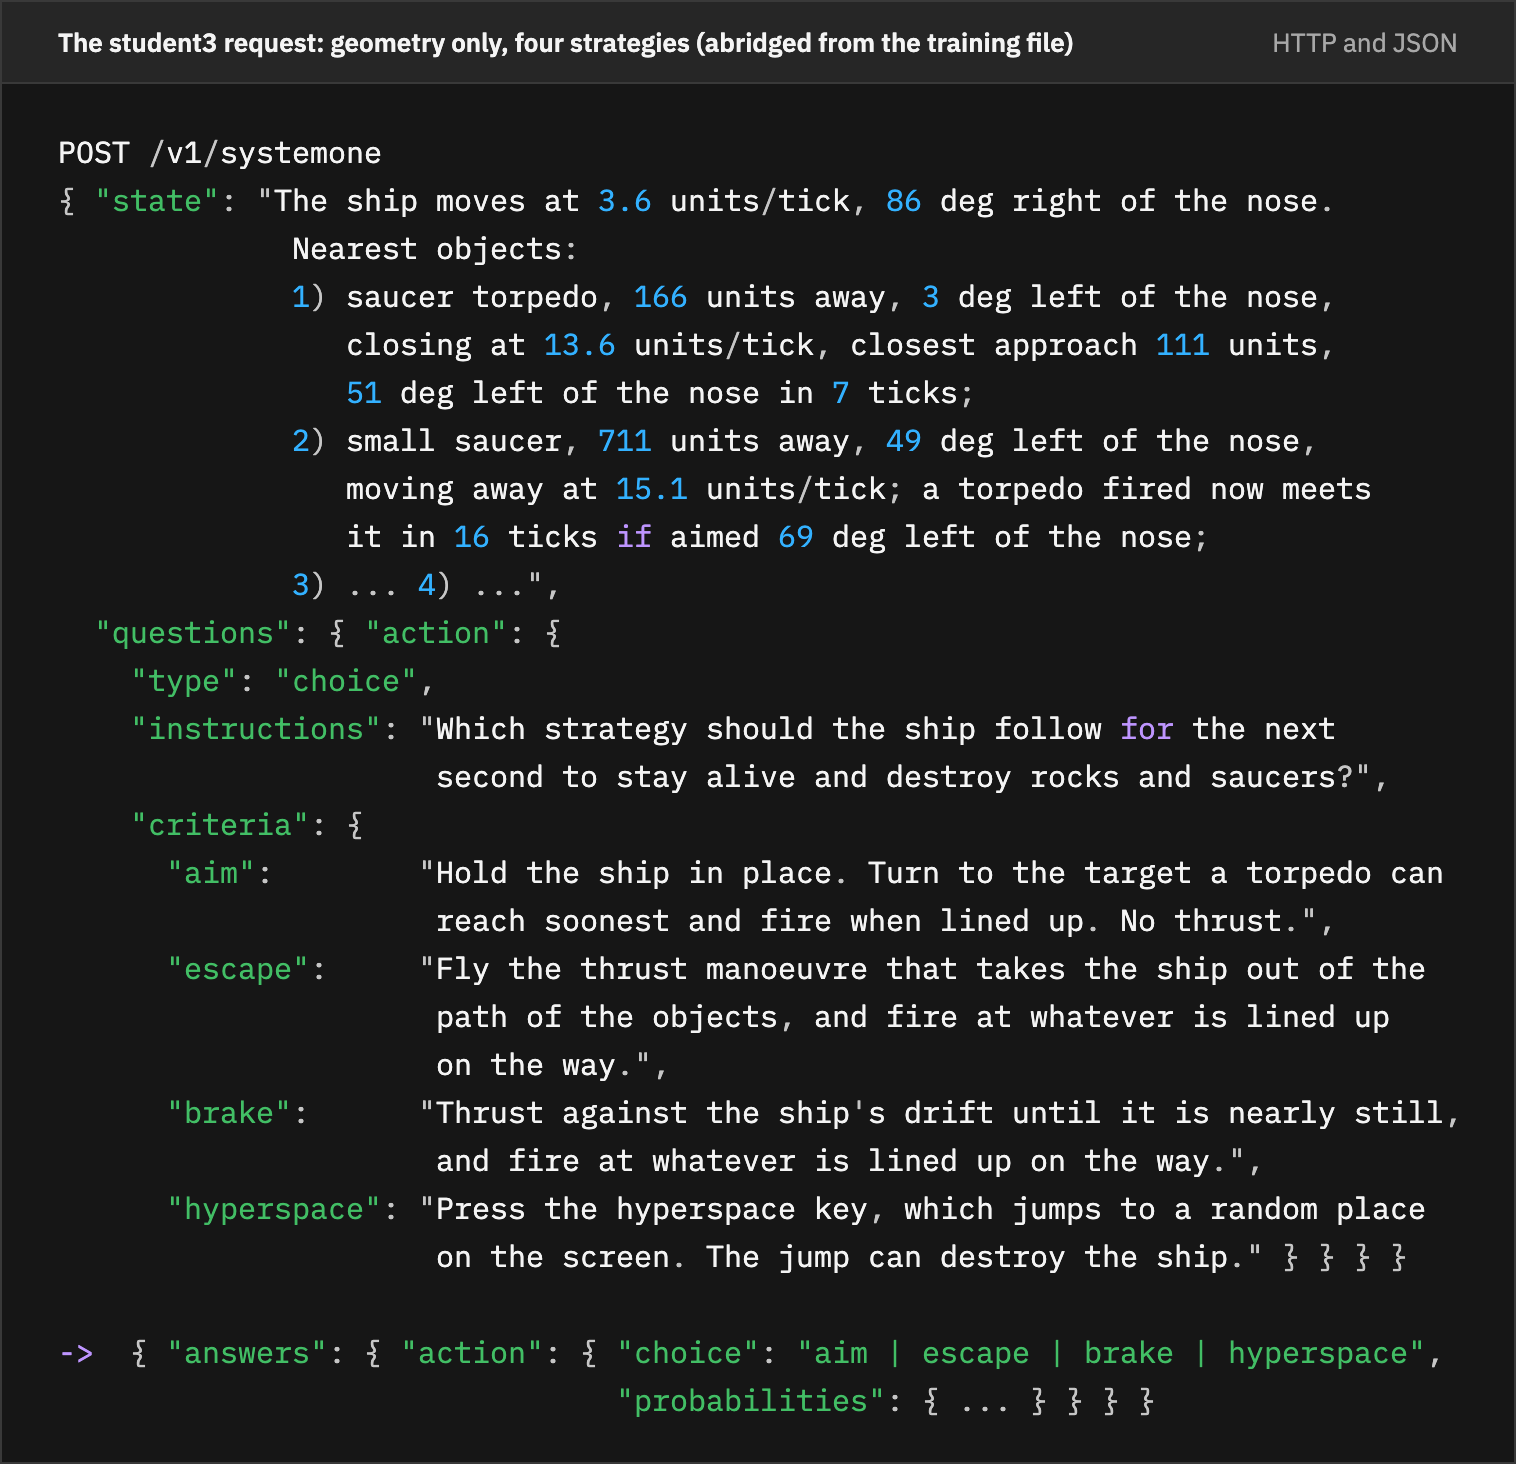 The student3 request: geometry only, four strategies (abridged from the training file)
HTTP and JSON
POST /v1/systemone
{ "state": "The ship moves at 3.6 units/tick, 86 deg right of the nose.
Nearest objects:
1) saucer torpedo, 166 units away, 3 deg left of the nose,
closing at 13.6 units/tick, closest approach 111 units,
51 deg left of the nose in 7 ticks;
2) small saucer, 711 units away, 49 deg left of the nose,
moving away at 15.1 units/tick; a torpedo fired now meets
it in 16 ticks if aimed 69 deg left of the nose;
3) ... 4) ...",
"questions": { "action": {
"type": "choice",
"instructions": "Which strategy should the ship follow for the next
second to stay alive and destroy rocks and saucers?",
"criteria": {
"aim": "Hold the ship in place. Turn to the target a torpedo can
reach soonest and fire when lined up. No thrust.",
"escape": "Fly the thrust manoeuvre that takes the ship out of the
path of the objects, and fire at whatever is lined up
on the way.",
"brake": "Thrust against the ship's drift until it is nearly still,
and fire at whatever is lined up on the way.",
"hyperspace": "Press the hyperspace key, which jumps to a random place
on the screen. The jump can destroy the ship." } } } }
-> { "answers": { "action": { "choice": "aim | escape | brake | hyperspace",
"probabilities": { ... } } } }